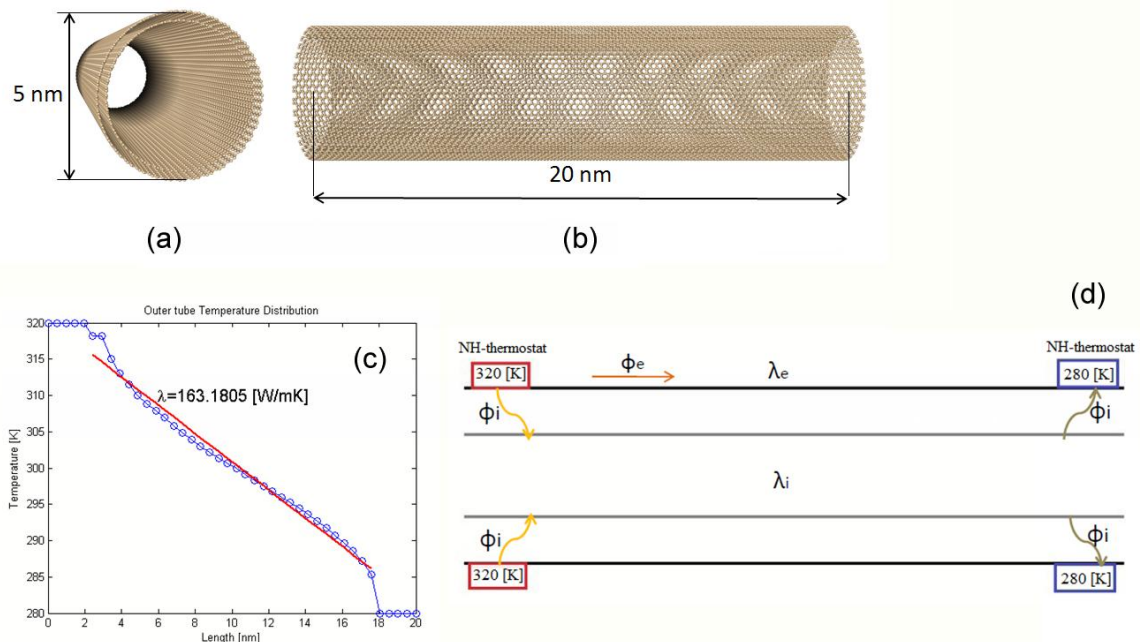 5 nm
20 nm
(a)
(b)
(c)
Outer tube Temperature Distribution
λ=163.1805 [W/mK]
Temperature [K]
320
315
310
305
300
295
290
285
280
0 2 4 6 8 10 12 14 16 18 20
Length [nm]
(d)
NH-thermostat
NH-thermostat
320 [K]
ϕe
λe
280 [K]
ϕi
ϕi
λi
ϕi
ϕi
320 [K]
280 [K]